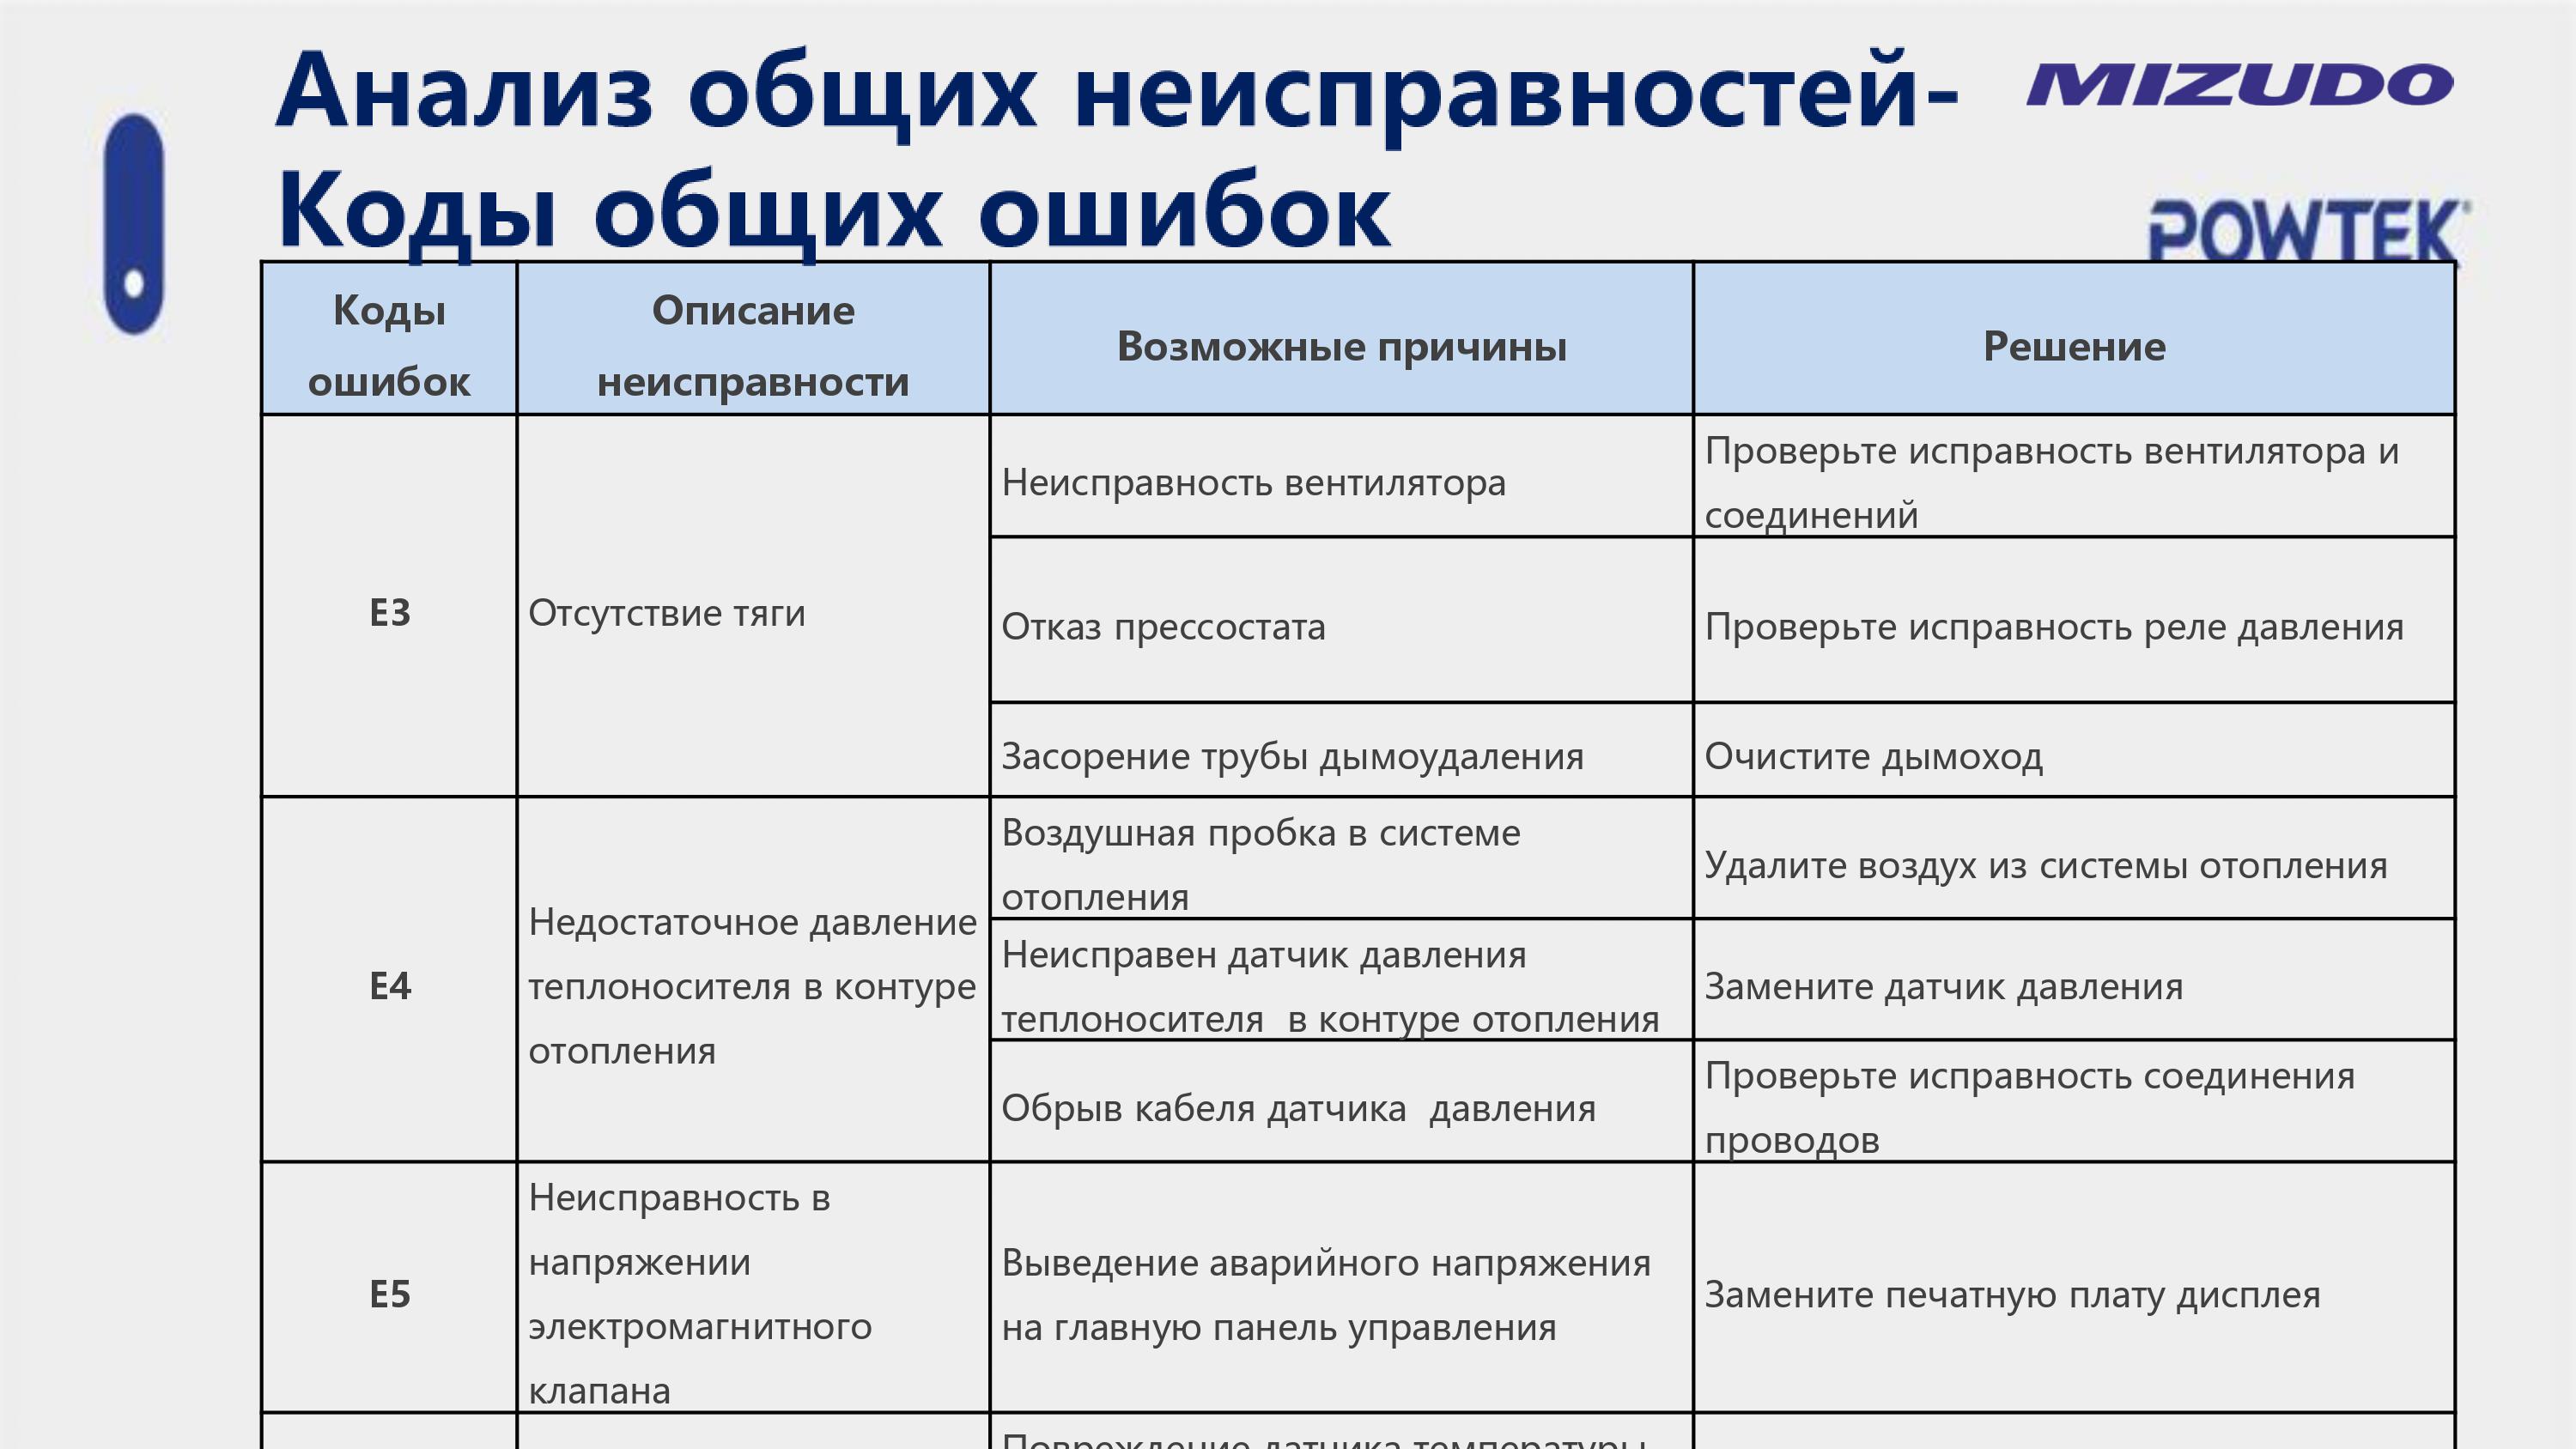 Анализ общих неисправностей-
Коды общих ошибок
MIZUDO
POWTEK®
Коды
ошибок
Описание
неисправности
Возможные причины
Решение
E3
Отсутствие тяги
Неисправность вентилятора
Проверьте исправность вентилятора и
соединений
Отказ прессостата
Проверьте исправность реле давления
Засорение трубы дымоудаления
Очистите дымоход
E4
Недостаточное давление
теплоносителя в контуре
отопления
Воздушная пробка в системе
отопления
Удалите воздух из системы отопления
Неисправен датчик давления
теплоносителя  в контуре отопления
Замените датчик давления
Обрыв кабеля датчика  давления
Проверьте исправность соединения
проводов
E5
Неисправность в
напряжении
электромагнитного
клапана
Выведение аварийного напряжения
на главную панель управления
Замените печатную плату дисплея
Повреждение датчика температуры